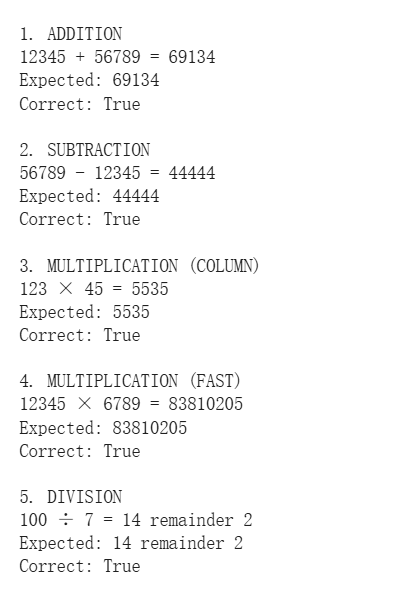 1. ADDITION
12345 + 56789 = 69134
Expected: 69134
Correct: True
2. SUBTRACTION
56789 - 12345 = 44444
Expected: 44444
Correct: True
3. MULTIPLICATION (COLUMN)
123 × 45 = 5535
Expected: 5535
Correct: True
4. MULTIPLICATION (FAST)
12345 × 6789 = 83810205
Expected: 83810205
Correct: True
5. DIVISION
100 ÷ 7 = 14 remainder 2
Expected: 14 remainder 2
Correct: True